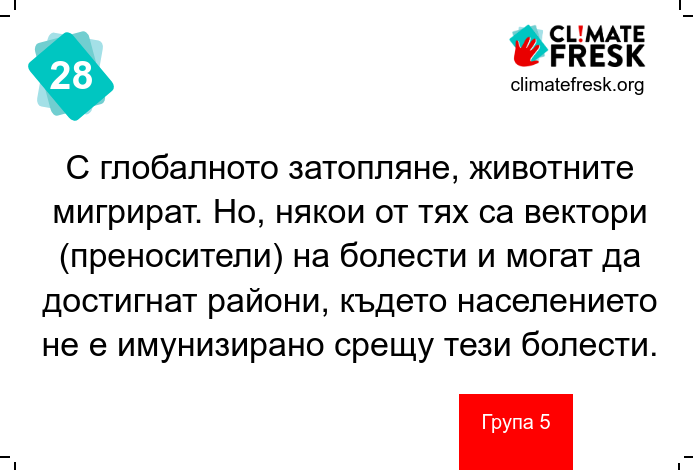 28
CL!MATE
FRESK
climatefresk.org
С глобалното затопляне, животните
мигрират. Но, някои от тях са вектори
(преносители) на болести и могат да
достигнат райони, където населението
не е имунизирано срещу тези болести.
Група 5